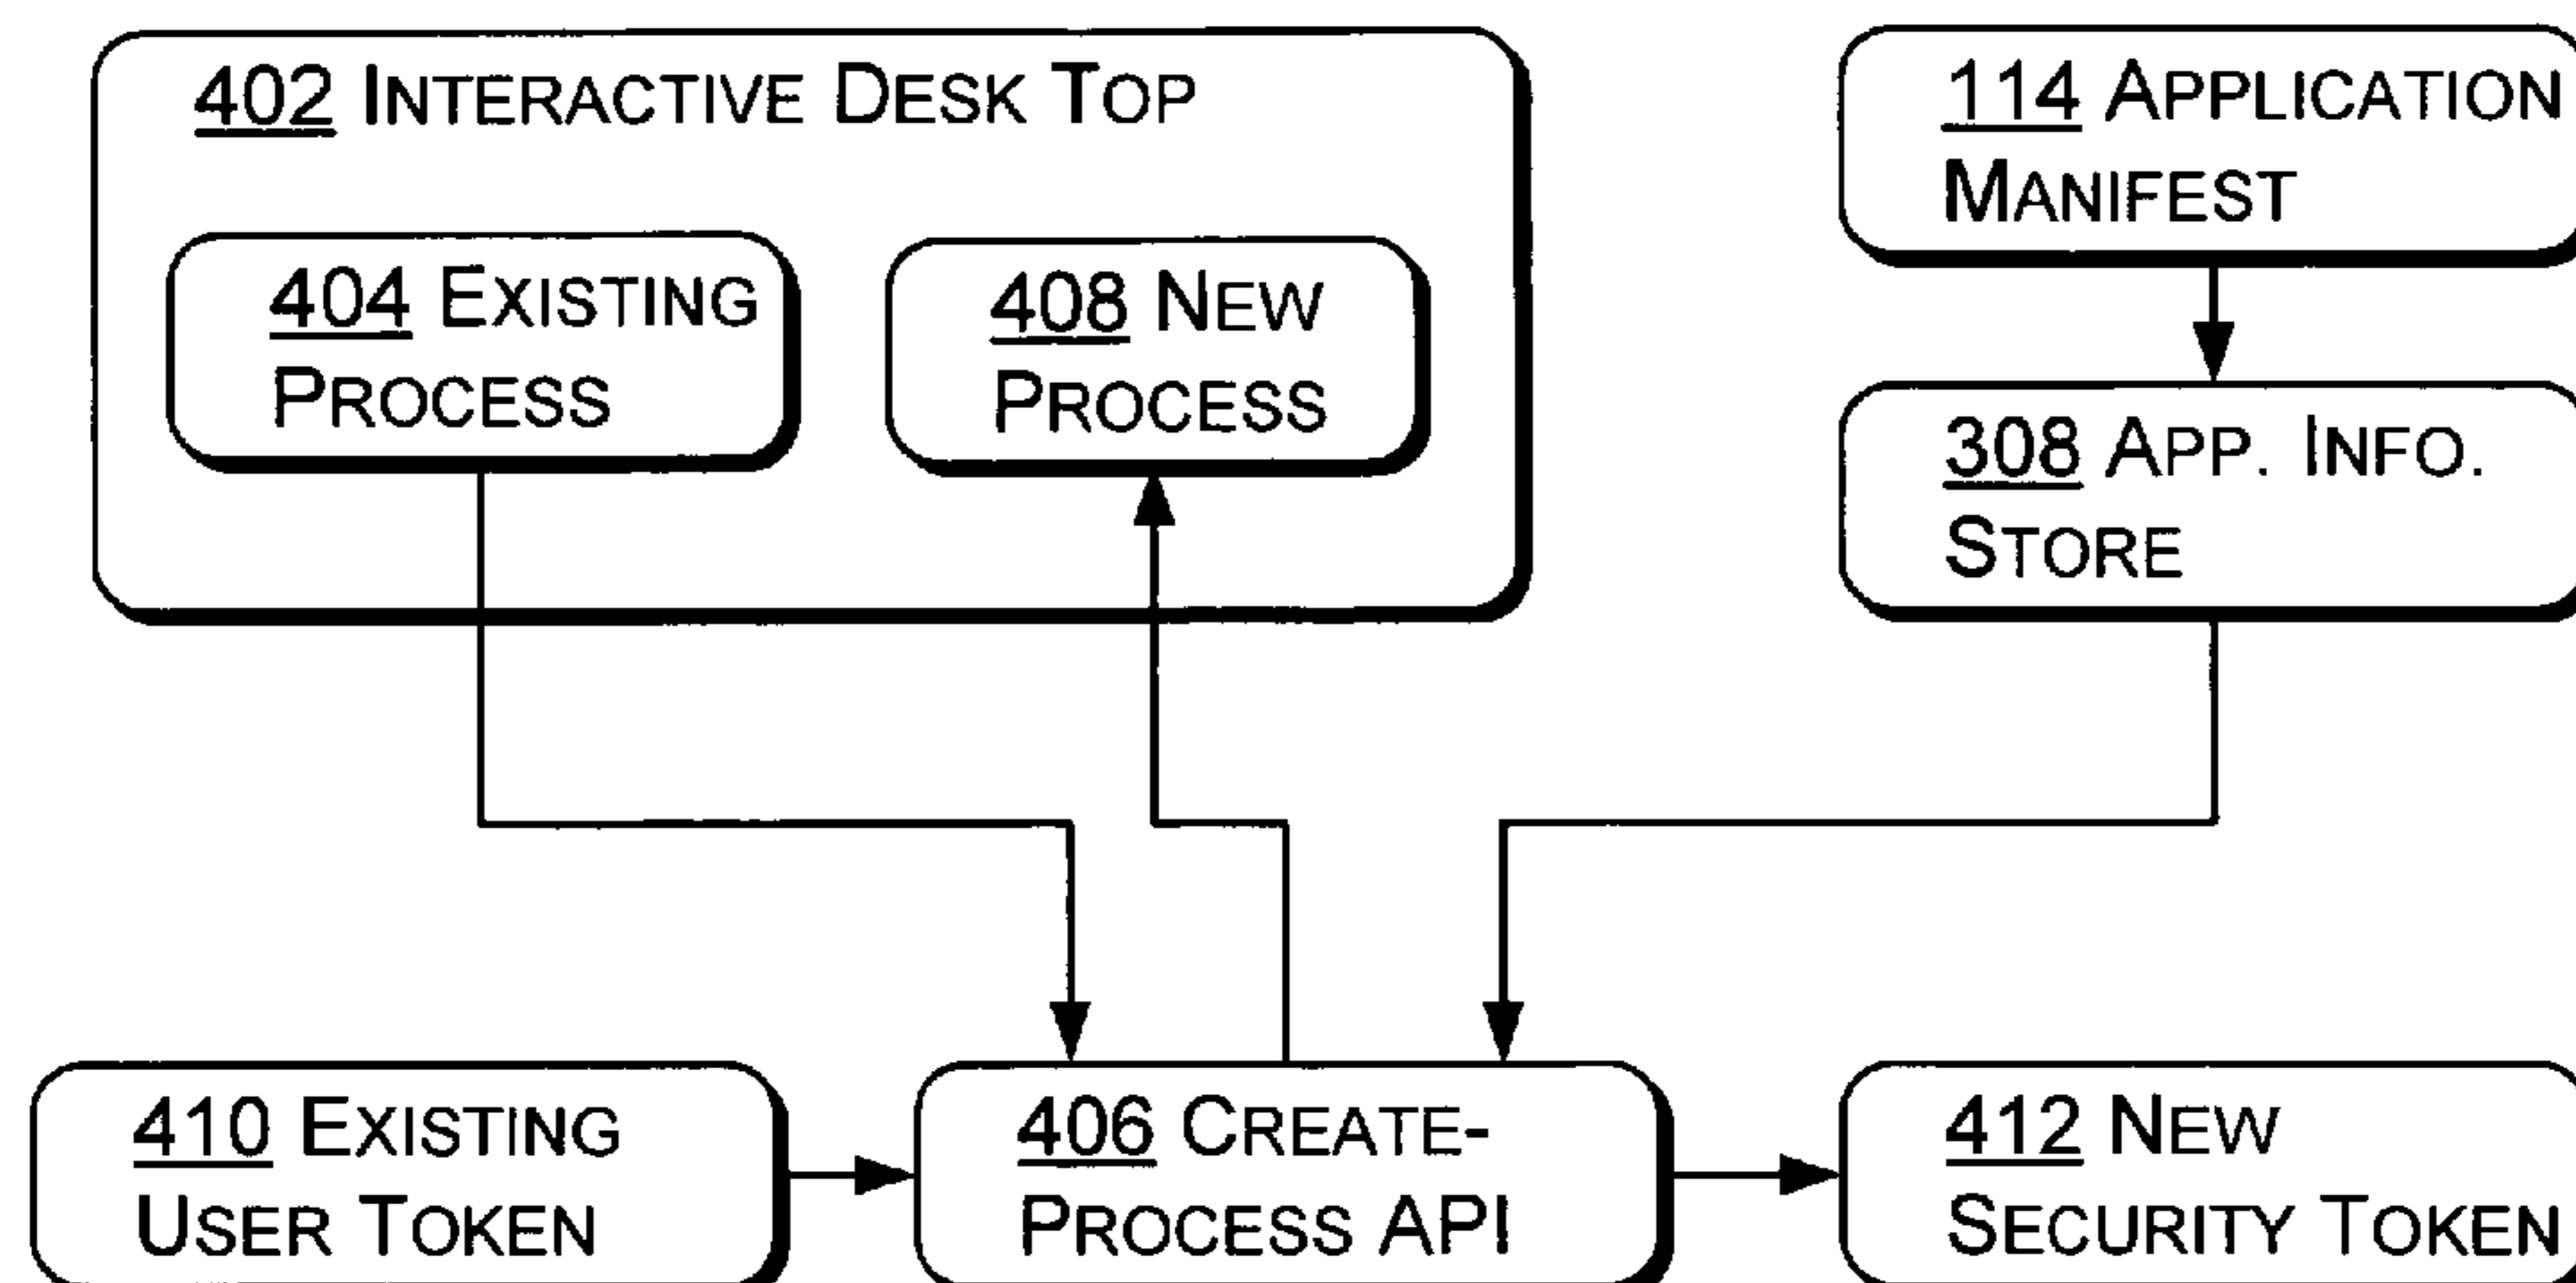 402 INTERACTIVE DESK TOP
404 EXISTING
PROCESS
408 NEW
PROCESS
114 APPLICATION
MANIFEST
308 APP. INFO.
STORE
410 EXISTING
USER TOKEN
406 CREATE-
PROCESS API
412 NEW
SECURITY TOKEN